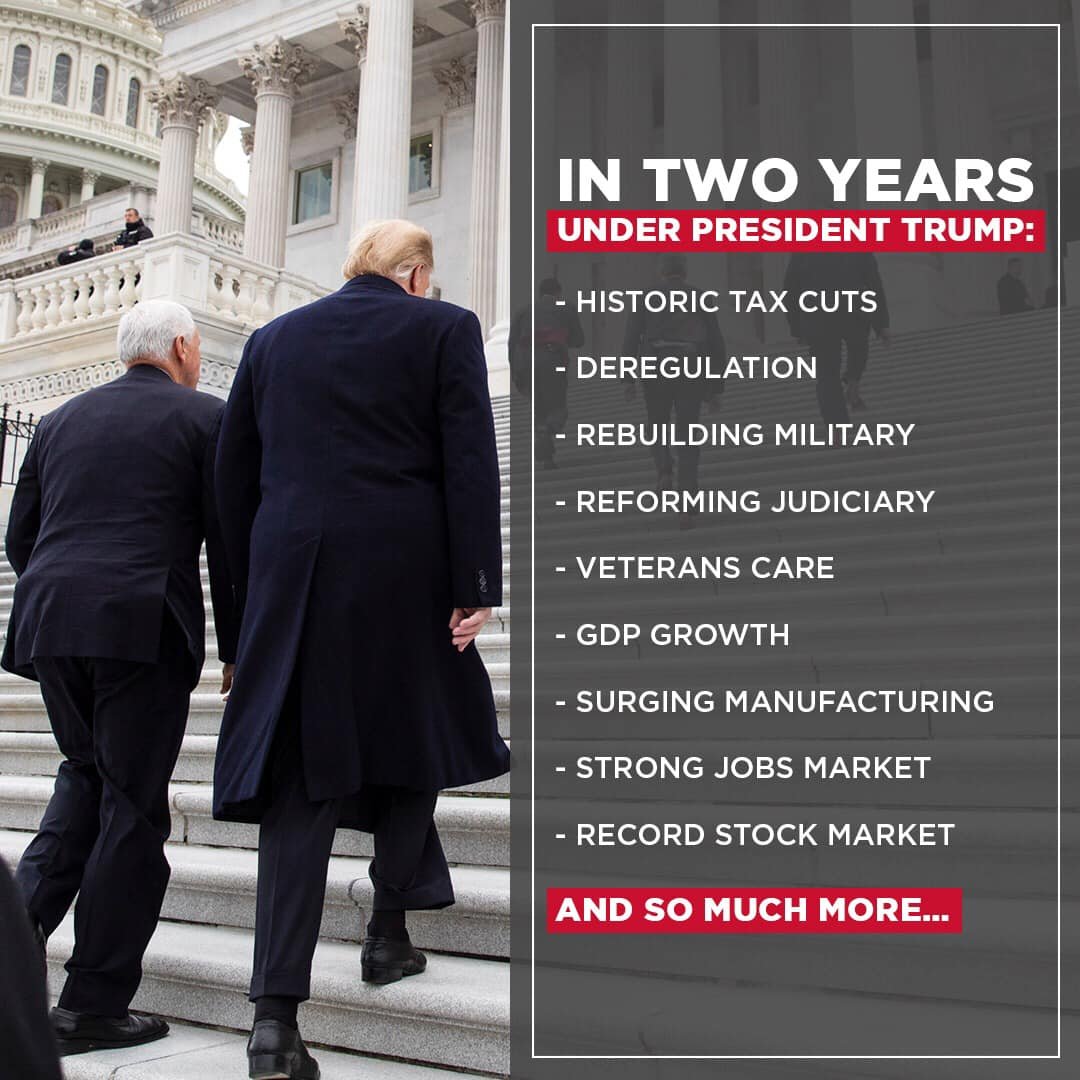 IN TWO YEARS
UNDER PRESIDENT TRUMP:
- HISTORIC TAX CUTS
- DEREGULATION
- REBUILDING MILITARY
- REFORMING JUDICIARY
- VETERANS CARE
- GDP GROWTH
- SURGING MANUFACTURING
- STRONG JOBS MARKET
- RECORD STOCK MARKET
AND SO MUCH MORE...